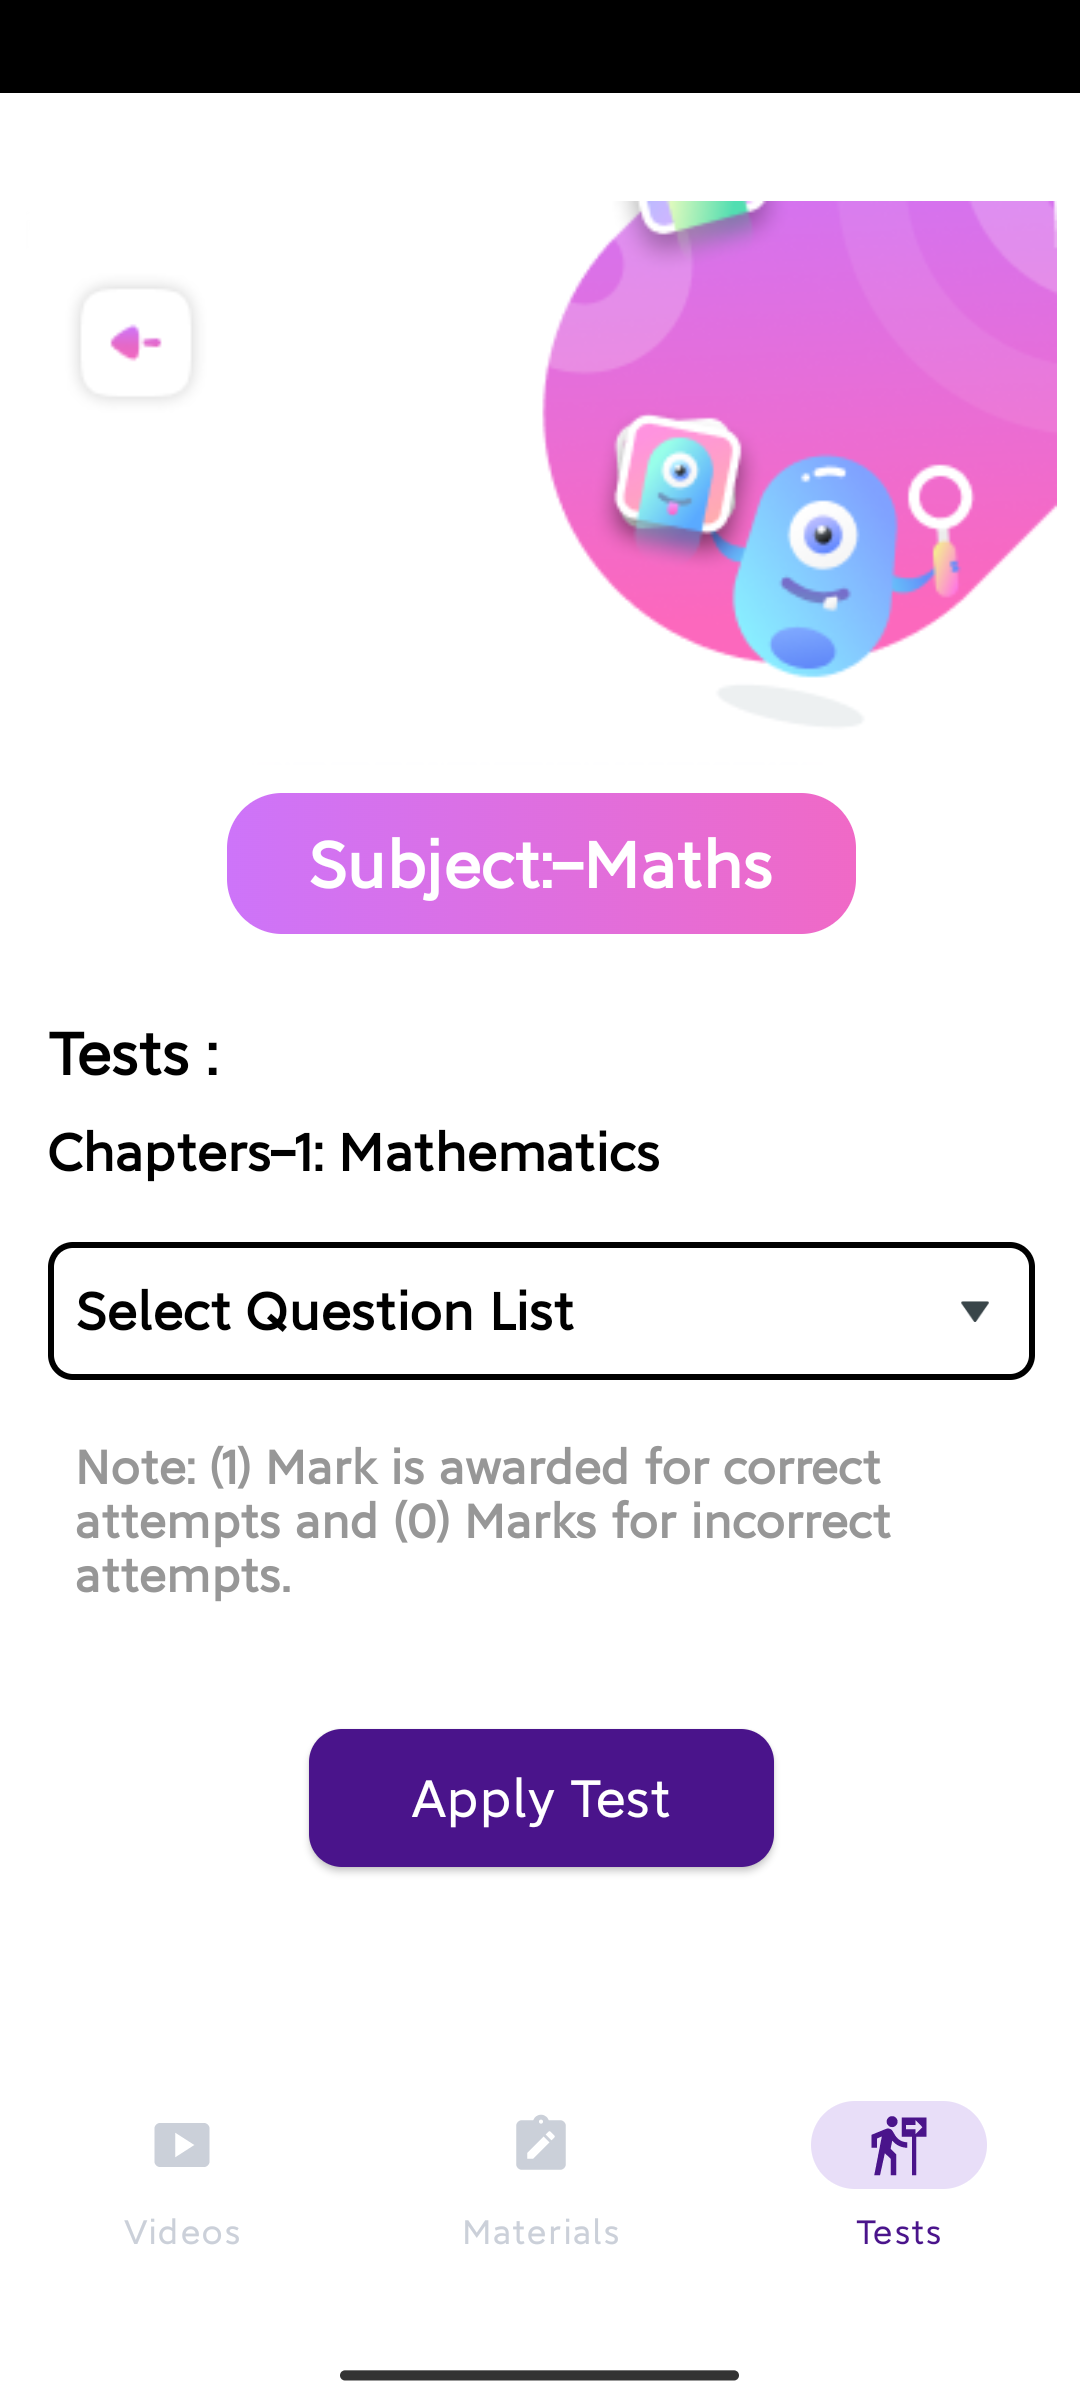 Subject:-Maths
Tests :
Chapters-1: Mathematics
Select Question List
Note: (1) Mark is awarded for correct
attempts and (0) Marks for incorrect
attempts.
Apply Test
Videos
Materials
Tests